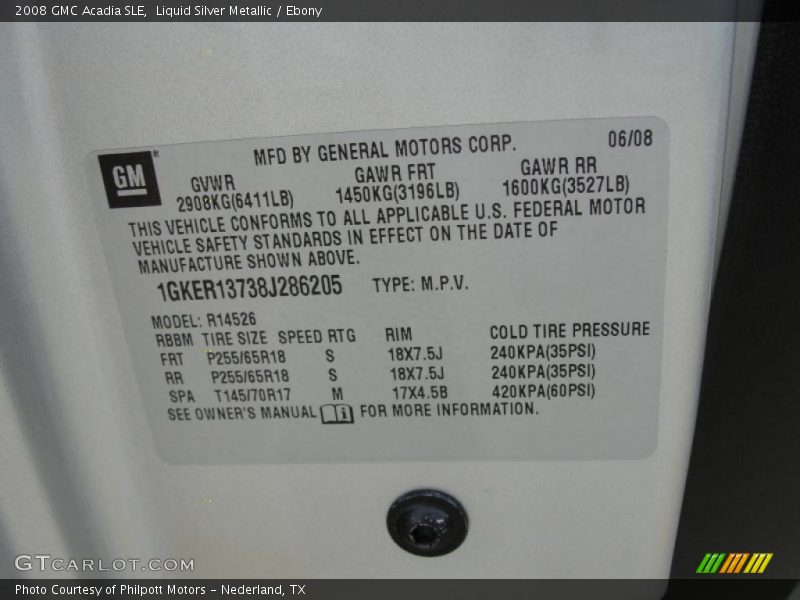 2008 GMC Acadia SLE, Liquid Silver Metallic / Ebony
GM
MFD BY GENERAL MOTORS CORP.
06/08
GVWR GAWR FRT GAWR RR
2908KG(6411LB) 1450KG(3196LB) 1600KG(3527LB)
THIS VEHICLE CONFORMS TO ALL APPLICABLE U.S. FEDERAL MOTOR
VEHICLE SAFETY STANDARDS IN EFFECT ON THE DATE OF
MANUFACTURE SHOWN ABOVE.
1GKER13738J286205 TYPE: M.P.V.
MODEL: R14526
RBBM TIRE SIZE SPEED RTG RIM COLD TIRE PRESSURE
FRT P255/65R18 S 18X7.5J 240KPA(35PSI)
RR P255/65R18 S 18X7.5J 240KPA(35PSI)
SPA T145/70R17 M 17X4.5B 420KPA(60PSI)
SEE OWNER'S MANUAL i FOR MORE INFORMATION.
GTCARLOT.COM
Photo Courtesy of Philpott Motors - Nederland, TX